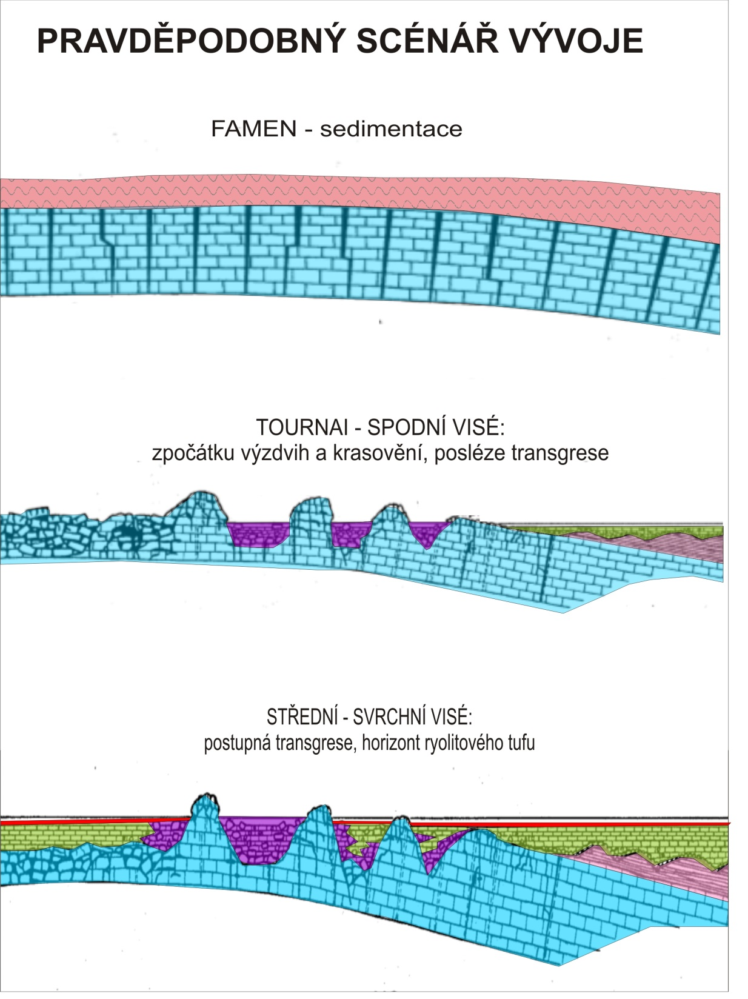 PRAVDĚPODOBNÝ SCÉNÁŘ VÝVOJE
FAMEN - sedimentace
TOURNAI - SPODNÍ VISÉ:
zpočátku výzdvih a krasovění, posléze transgrese
STŘEDNÍ - SVRCHNÍ VISÉ:
postupná transgrese, horizont ryolitového tufu